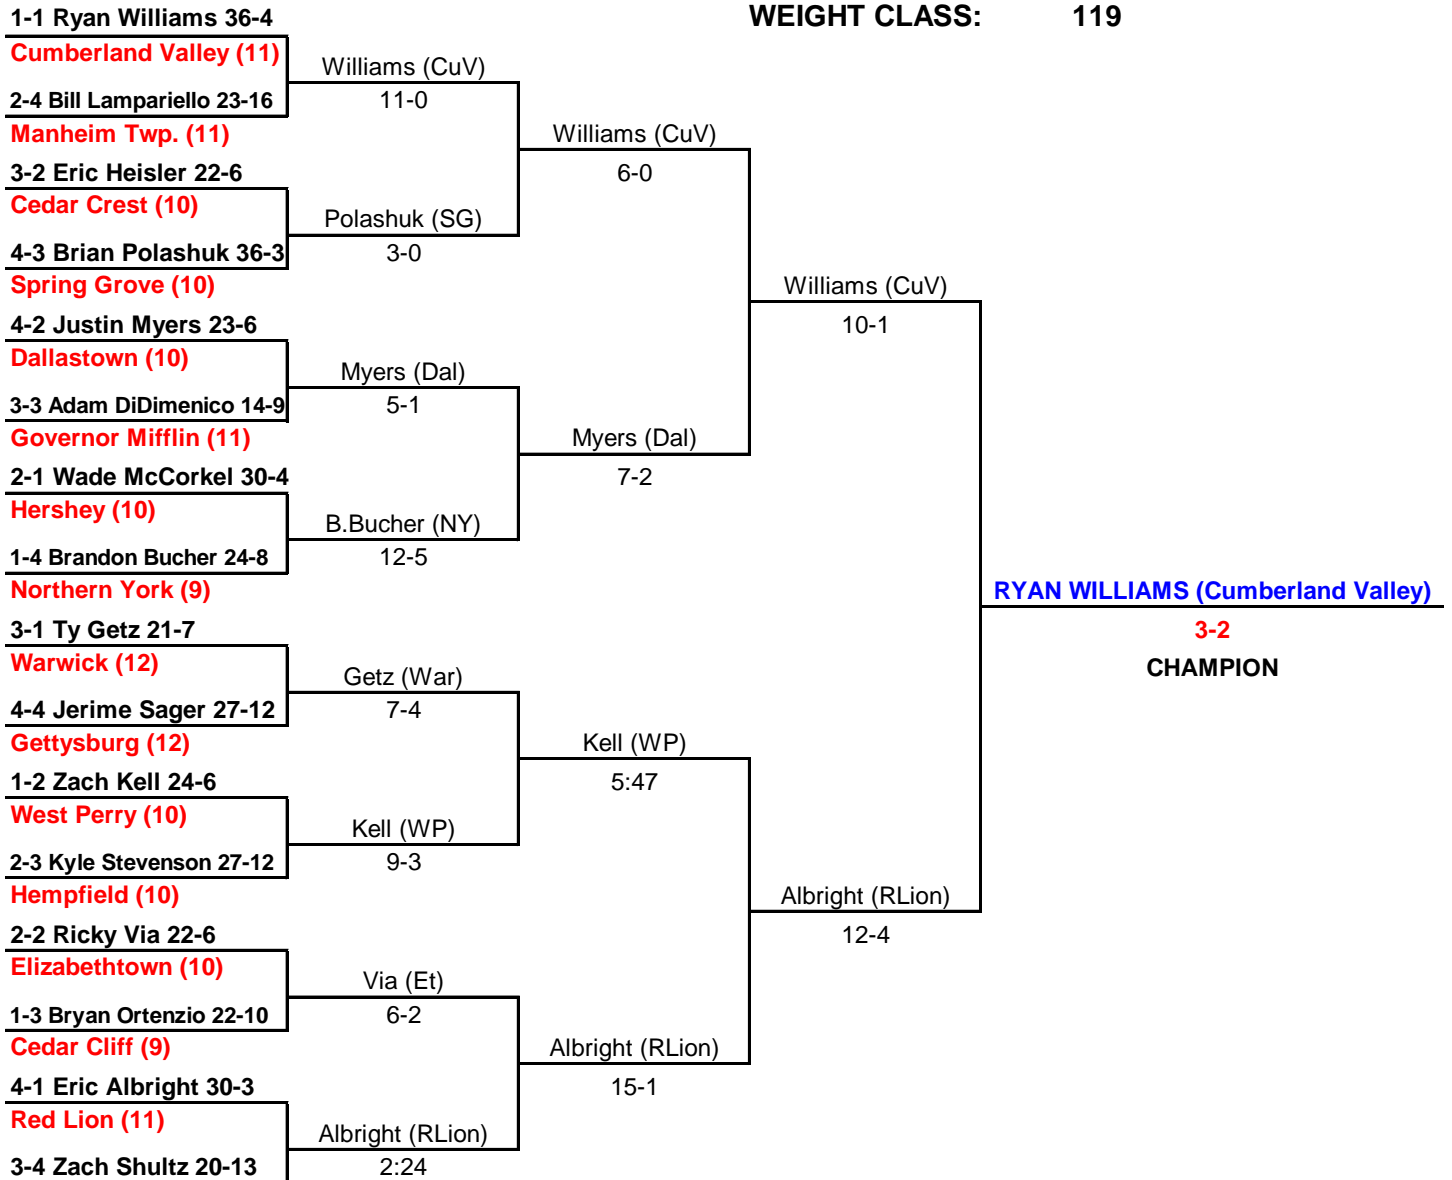 1-1 Ryan Williams 36-4
WEIGHT CLASS: 119
Cumberland Valley (11)
Williams (CuV)
2-4 Bill Lampariello 23-16
11-0
Manheim Twp. (11)
Williams (CuV)
3-2 Eric Heisler 22-6
6-0
Cedar Crest (10)
Polashuk (SG)
4-3 Brian Polashuk 36-3
3-0
Spring Grove (10)
Williams (CuV)
4-2 Justin Myers 23-6
10-1
Dallastown (10)
Myers (Dal)
3-3 Adam DiDimenico 14-9
5-1
Governor Mifflin (11)
Myers (Dal)
2-1 Wade McCorkel 30-4
7-2
Hershey (10)
B.Bucher (NY)
1-4 Brandon Bucher 24-8
12-5
Northern York (9)
RYAN WILLIAMS (Cumberland Valley)
3-1 Ty Getz 21-7
3-2
Warwick (12)
CHAMPION
Getz (War)
4-4 Jerime Sager 27-12
7-4
Gettysburg (12)
Kell (WP)
1-2 Zach Kell 24-6
5:47
West Perry (10)
Kell (WP)
2-3 Kyle Stevenson 27-12
9-3
Hempfield (10)
Albright (RLion)
2-2 Ricky Via 22-6
12-4
Elizabethtown (10)
Via (Et)
1-3 Bryan Ortenzio 22-10
6-2
Cedar Cliff (9)
Albright (RLion)
4-1 Eric Albright 30-3
15-1
Red Lion (11)
Albright (RLion)
3-4 Zach Shultz 20-13
2:24